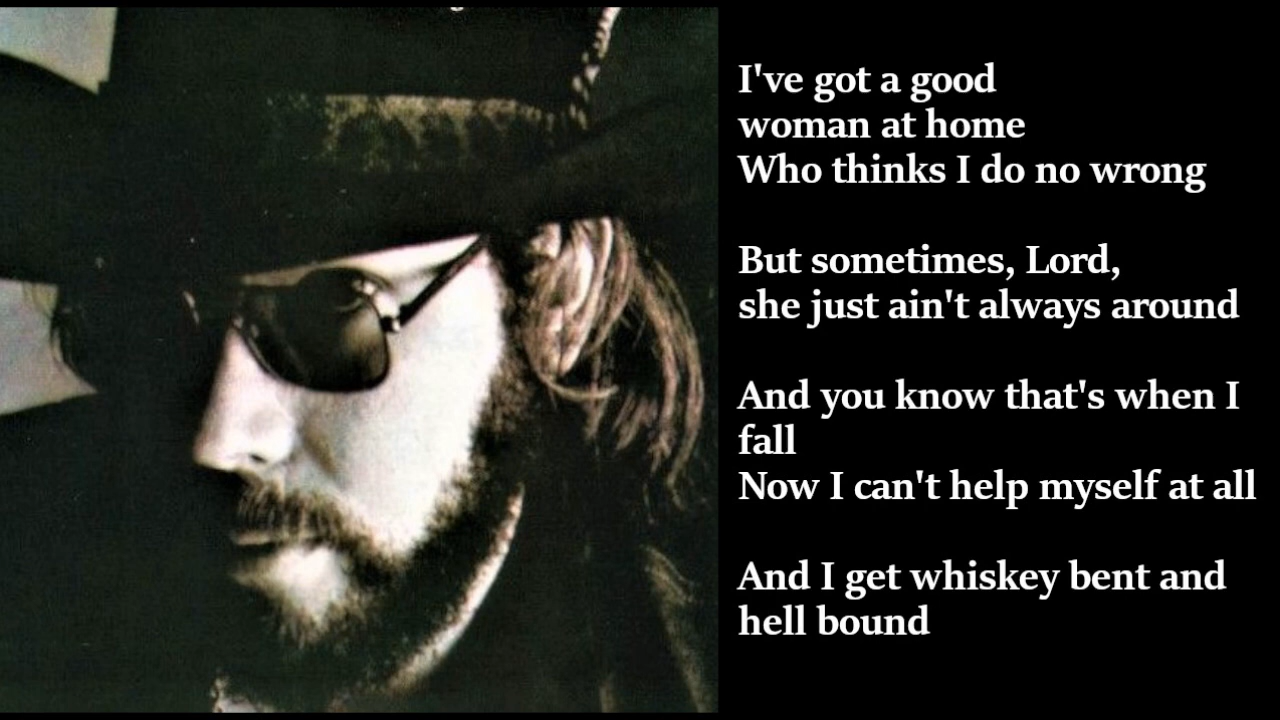 I've got a good
woman at home
Who thinks I do no wrong
But sometimes, Lord,
she just ain't always around
And you know that's when I
fall
Now I can't help myself at all
And I get whiskey bent and
hell bound